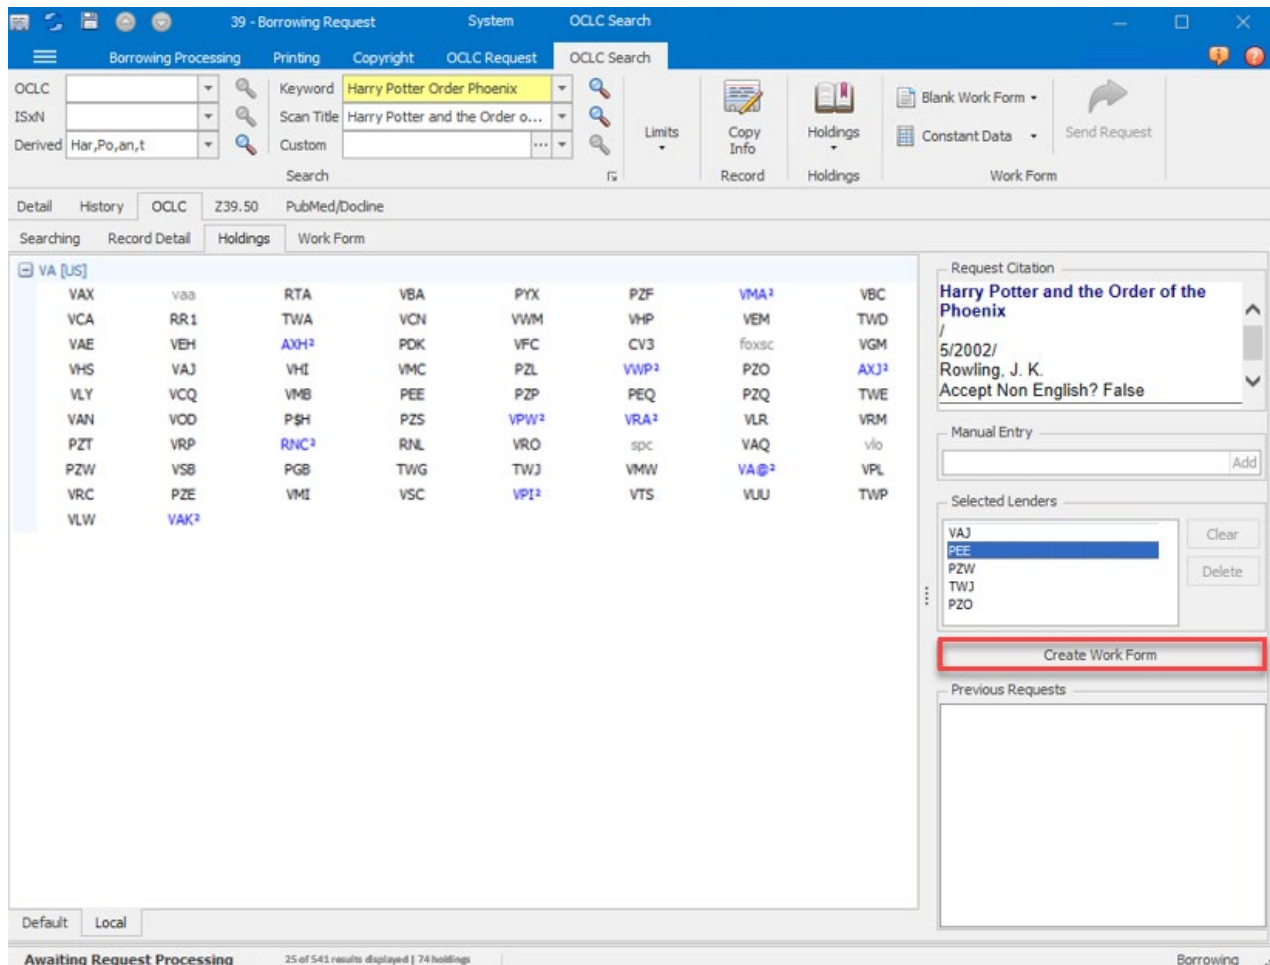 39 - Borrowing Request System OCLC Search
Borrowing Processing Printing Copyright OCLC Request OCLC Search
OCLC Keyword Harry Potter Order Phoenix
ISxN Scan Title Harry Potter and the Order o...
Derived Har,Po,an,t Custom ...
Limits
Copy Info
Holdings
Blank Work Form
Constant Data
Send Request
Search Record Holdings Work Form
Detail History OCLC Z39.50 PubMed/Docline
Searching Record Detail Holdings Work Form
VA [US]
VAX vaa RTA VBA PYX PZF VMA² VBC
VCA RR1 TWA VCN VWM VHP VEM TWD
VAE VEH AXH² PDK VFC CV3 foxsc VGM
VHS VAJ VHI VMC PZL VWP² PZO AXJ²
VLY VCQ VMB PEE PZP PEQ PZQ TWE
VAN VOD P$H PZS VPW² VRA² VLR VRM
PZT VRP RNC² RNL VRO spc VAQ vlo
PZW VSB PGB TWG TWJ VMW VA@² VPL
VRC PZE VMI VSC VPI² VTS VUU TWP
VLW VAK²
Request Citation
Harry Potter and the Order of the
Phoenix
/
5/2002/
Rowling, J. K.
Accept Non English? False
Manual Entry
Add
Selected Lenders
VAJ
PEE
PZW
TWJ
PZO
Clear
Delete
Create Work Form
Previous Requests
Default Local
Awaiting Request Processing 25 of 541 results displayed | 74 holdings Borrowing